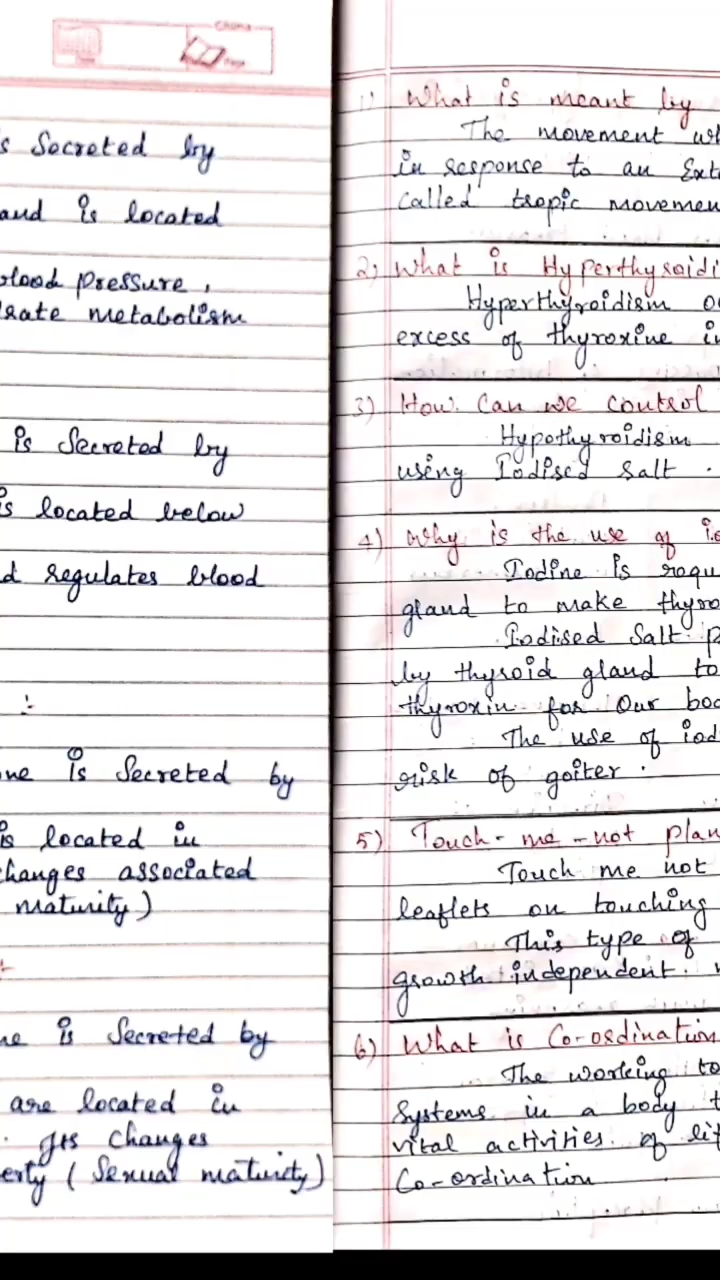 s Secreted by
and is located
blood pressure,
rate metabolism
is Secreted by
is located below
d regulates blood
:-
ne is Secreted by
is located in
changes associated
maturity)
ne is Secreted by
are located in
. Its changes
erty (Sexual maturity)
1) What is meant by
The movement wh
in response to an Exte
called tropic movemen
2) What is Hyperthyroidi
Hyperthyroidism o
excess of thyroxine i
3) How can we control
Hypothyroidism
using Iodised Salt.
4) Why is the use of io
Iodine is requ
gland to make thyro
Iodised Salt p
by thyroid gland to
thyroxin for our bod
The use of iod
risk of goiter.
5) Touch-me-not plan
Touch me not
leaflets on touching
This type of
growth independent.
6) What is Co-ordination
The working to
Systems in a body t
vital activities of lif
Co-ordination